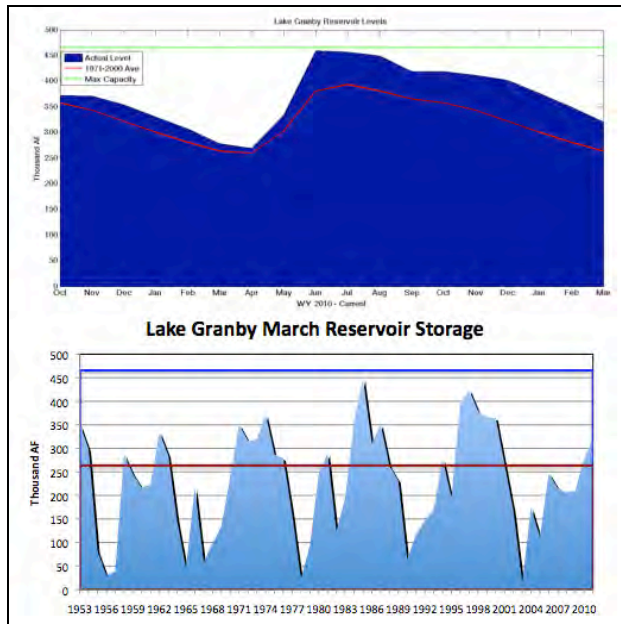 Lake Granby Reservoir Levels
500
450
400
350
300
250
200
150
100
50
0
Thousand AF
Actual Level
1971-2000 Ave
Max Capacity
Oct Nov Dec Jan Feb Mar Apr May Jun Jul Aug Sep Oct Nov Dec Jan Feb Mar
WY 2010 - Current
Lake Granby March Reservoir Storage
500
450
400
350
300
250
200
150
100
50
0
Thousand AF
1953 1956 1959 1962 1965 1968 1971 1974 1977 1980 1983 1986 1989 1992 1995 1998 2001 2004 2007 2010